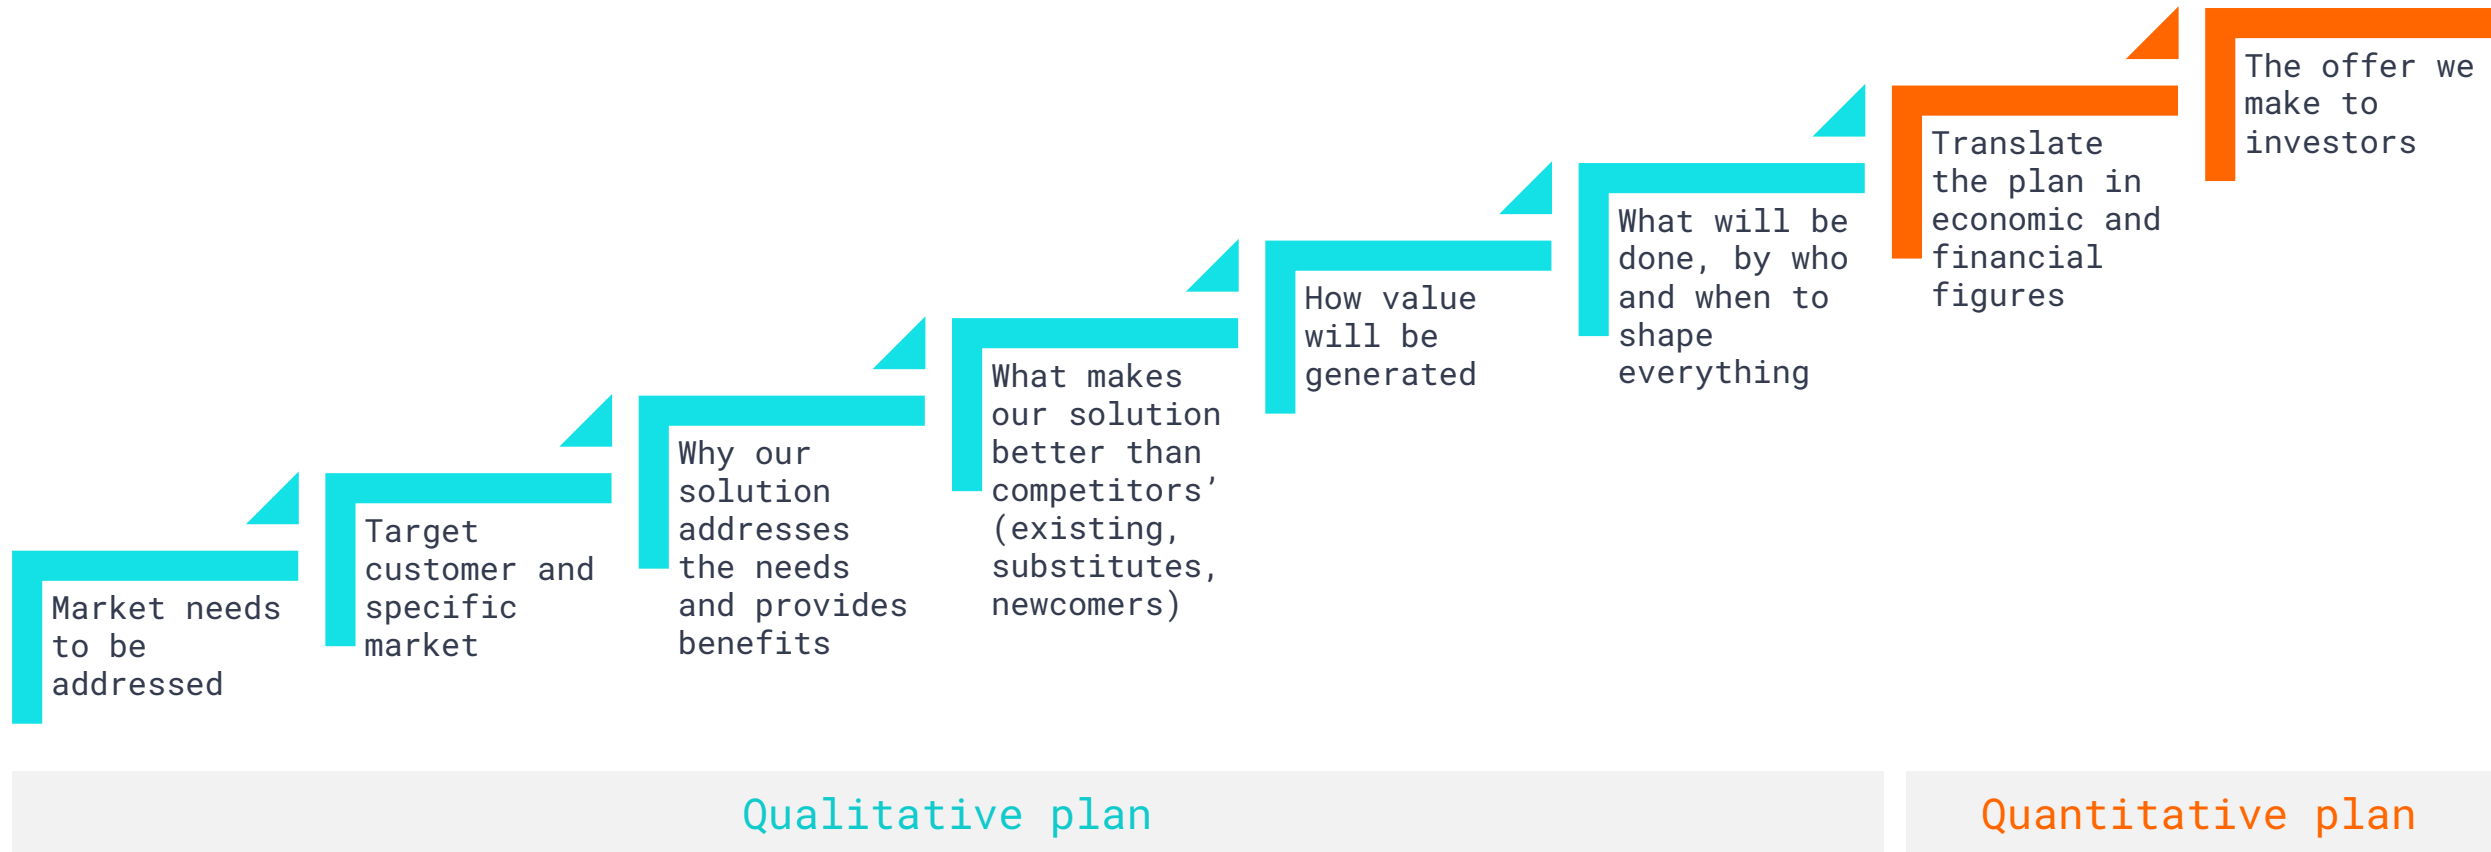 Market needs
to be
addressed
Target
customer and
specific
market
Why our
solution
addresses
the needs
and provides
benefits
What makes
our solution
better than
competitors’
(existing,
substitutes,
newcomers)
How value
will be
generated
What will be
done, by who
and when to
shape
everything
Translate
the plan in
economic and
financial
figures
The offer we
make to
investors
Qualitative plan
Quantitative plan